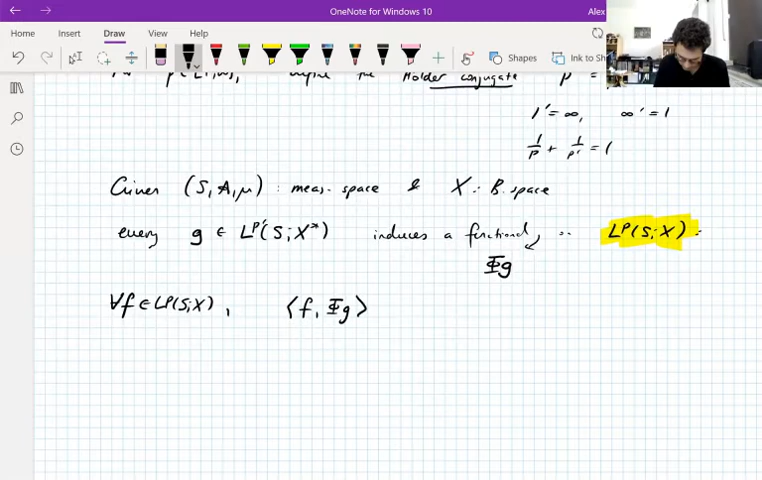 OneNote for Windows 10
Alex
Home Insert Draw View Help
Shapes
Ink to Sh
define the Hölder conjugate p =
1' = ∞, ∞' = 1
1/p + 1/p' = 1
Given (S, A, μ) : meas. space & X : B. space
every g ∈ L^p'(S; X*) induces a functional on L^p(S; X) :
Φg
∀f ∈ L^p(S; X), ⟨f, Φg⟩